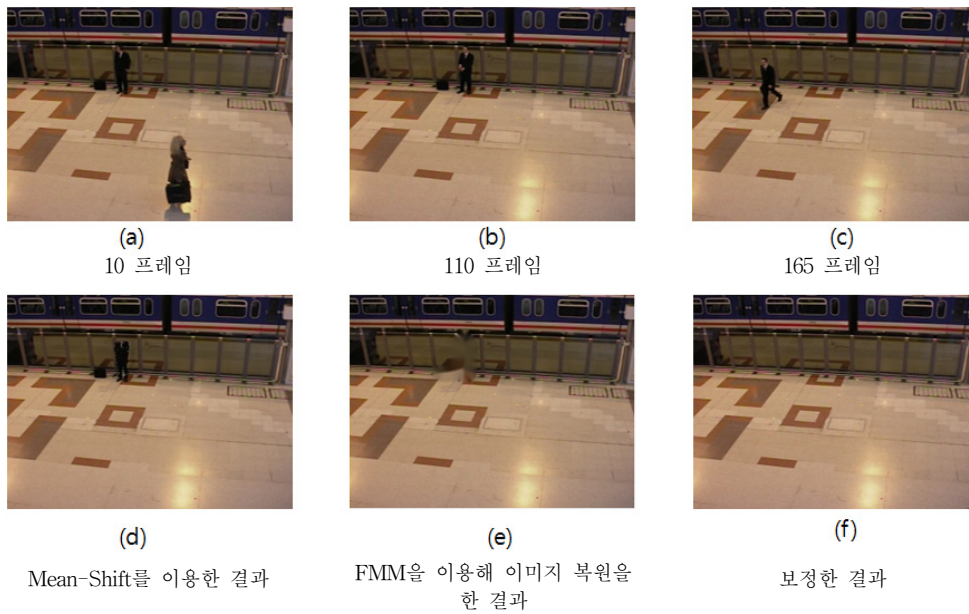 (a)
10 프레임
(b)
110 프레임
(c)
165 프레임
(d)
Mean-Shift를 이용한 결과
(e)
FMM을 이용해 이미지 복원을
한 결과
(f)
보정한 결과